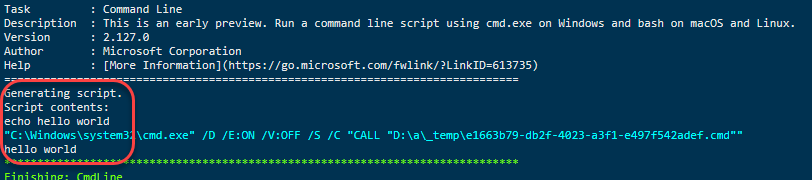 Task         : Command Line
Description  : This is an early preview. Run a command line script using cmd.exe on Windows and bash on macOS and Linux.
Version      : 2.127.0
Author       : Microsoft Corporation
Help         : [More Information](https://go.microsoft.com/fwlink/?LinkID=613735)
==============================================================================
Generating script.
Script contents:
echo hello world
"C:\Windows\system32\cmd.exe" /D /E:ON /V:OFF /S /C "CALL "D:\a\_temp\e1663b79-db2f-4023-a3f1-e497f542adef.cmd""
hello world
******************************************************************************
Finishing: CmdLine